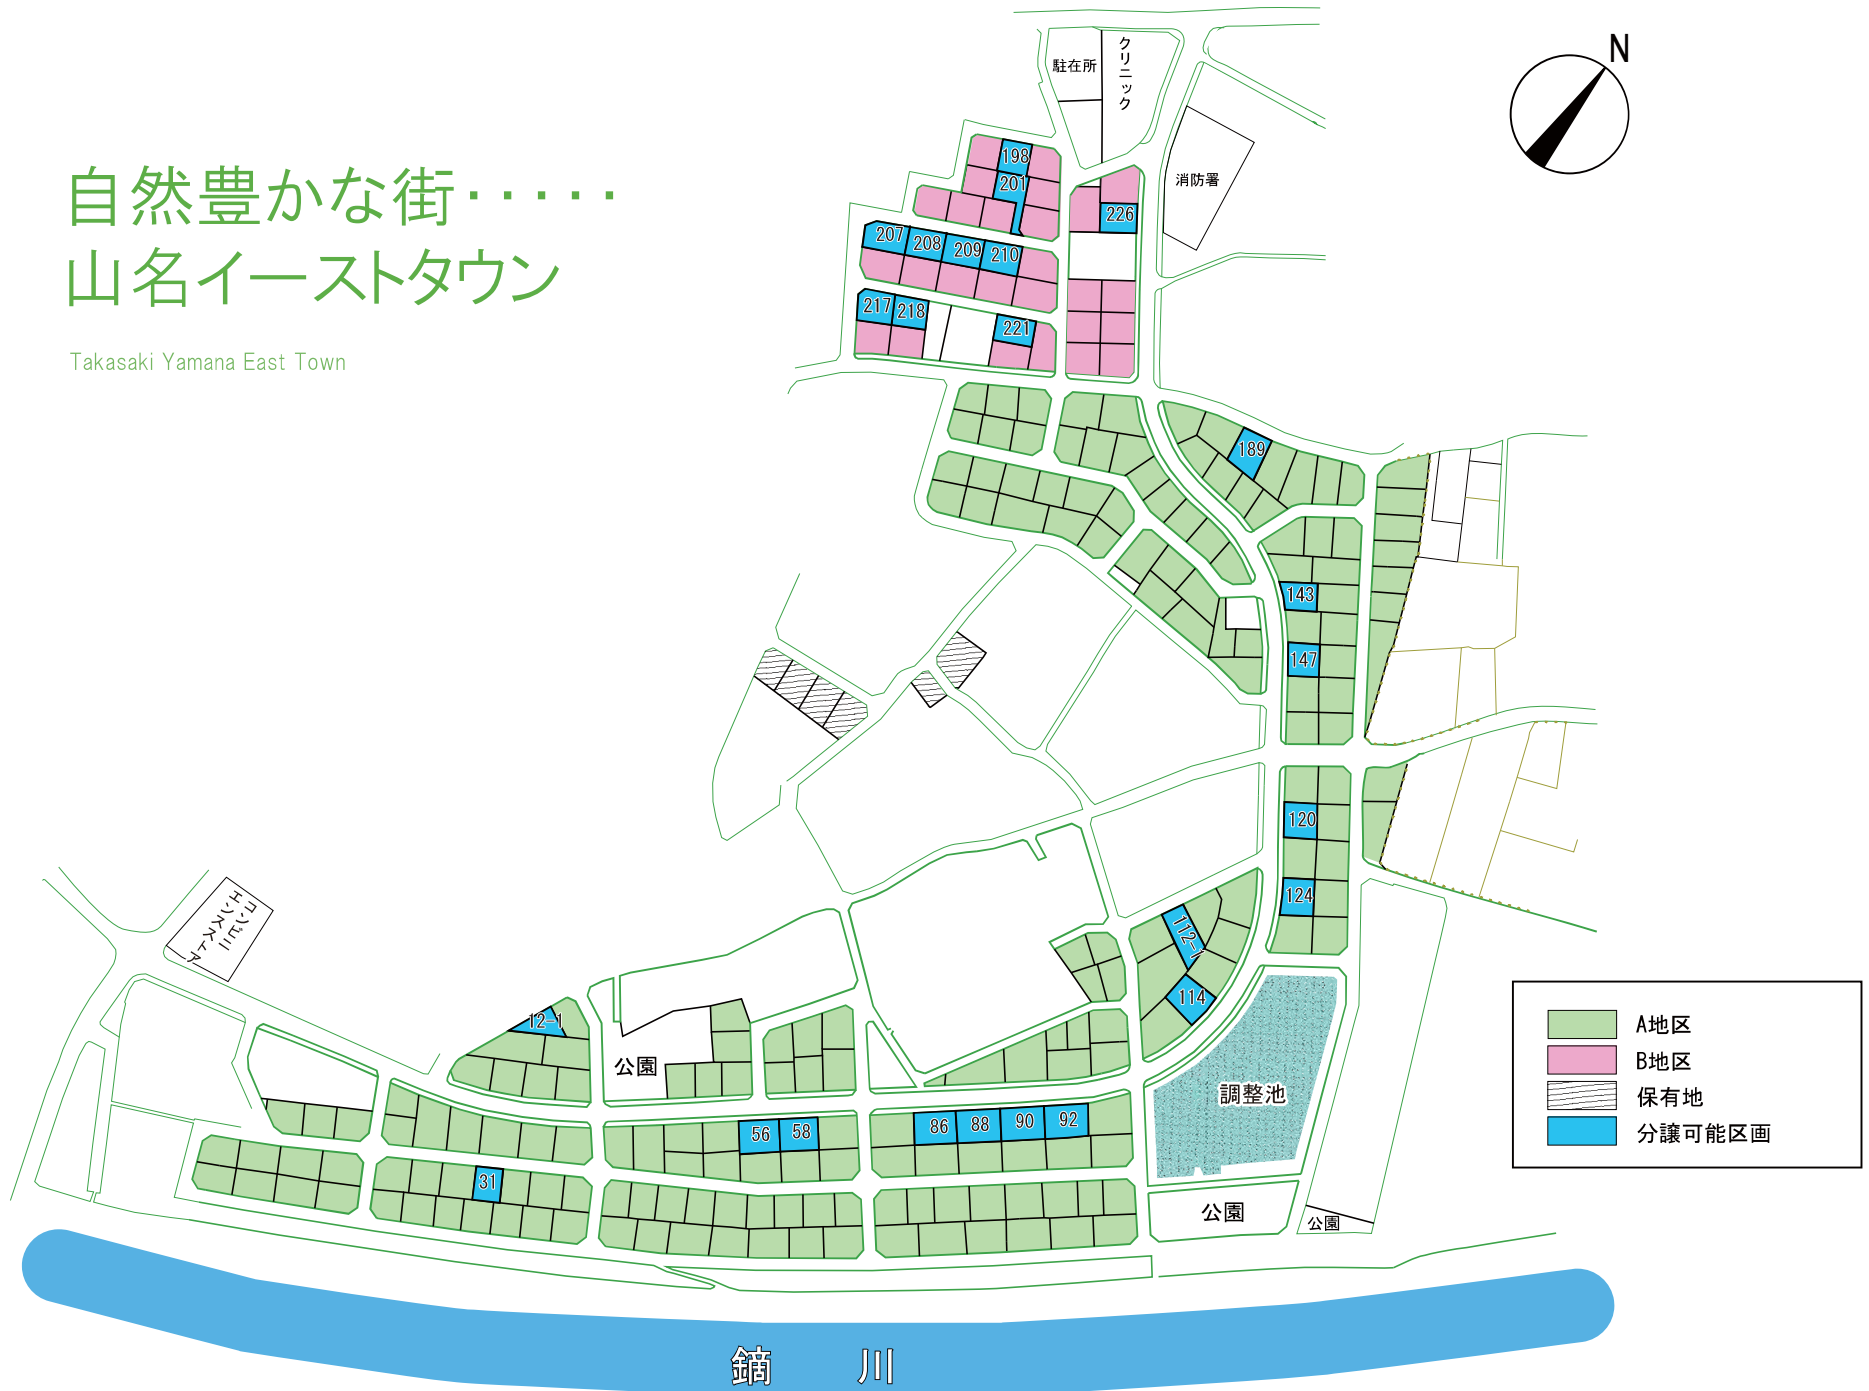 自然豊かな街・・・・・
山名イーストタウン
Takasaki Yamana East Town
N
駐在所
クリニック
消防署
198
201
226
207
208
209
210
217
218
221
189
143
147
120
124
112-1
114
コンビニ
エンスストア
12-1
公園
調整池
56
58
86
88
90
92
31
公園
公園
A地区
B地区
保有地
分譲可能区画
鏑 川